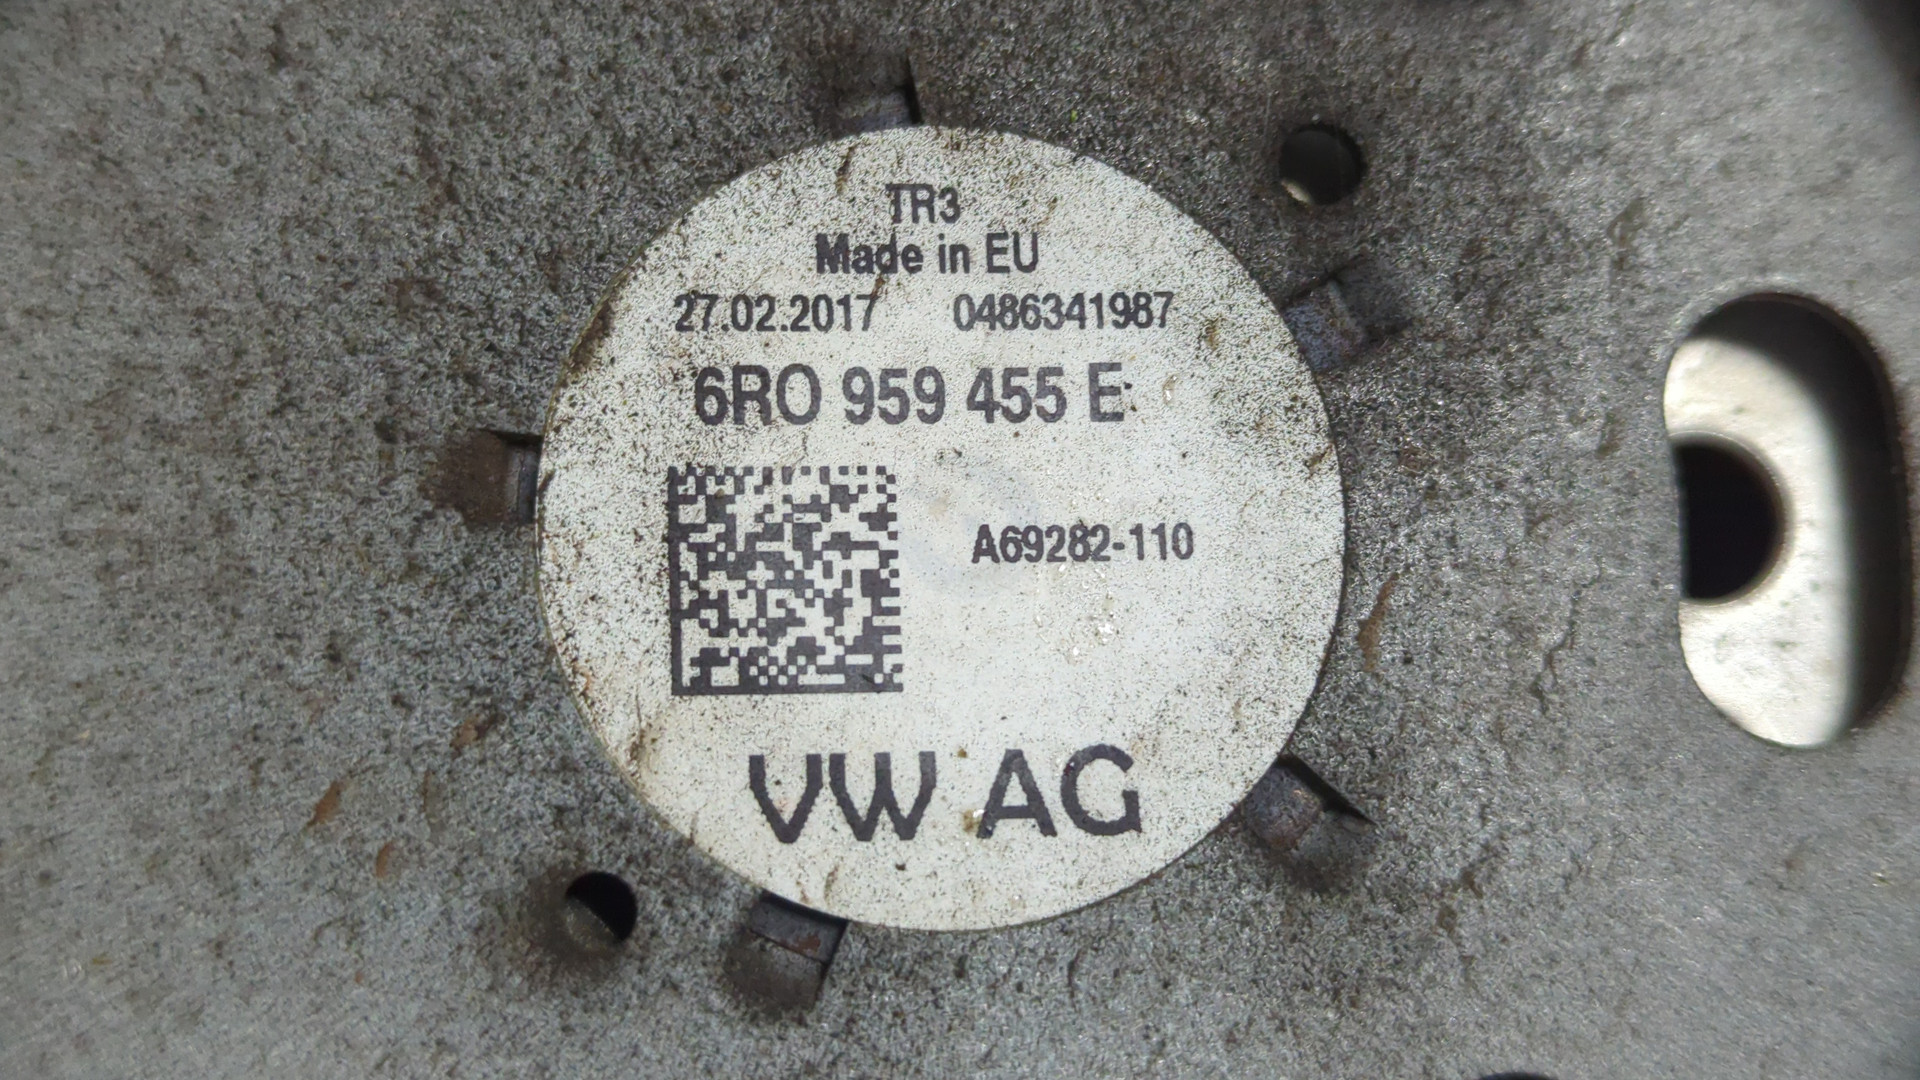 TR3
Made in EU
27.02.2017 0486341987
6RO 959 455 E
A69282-110
VW AG